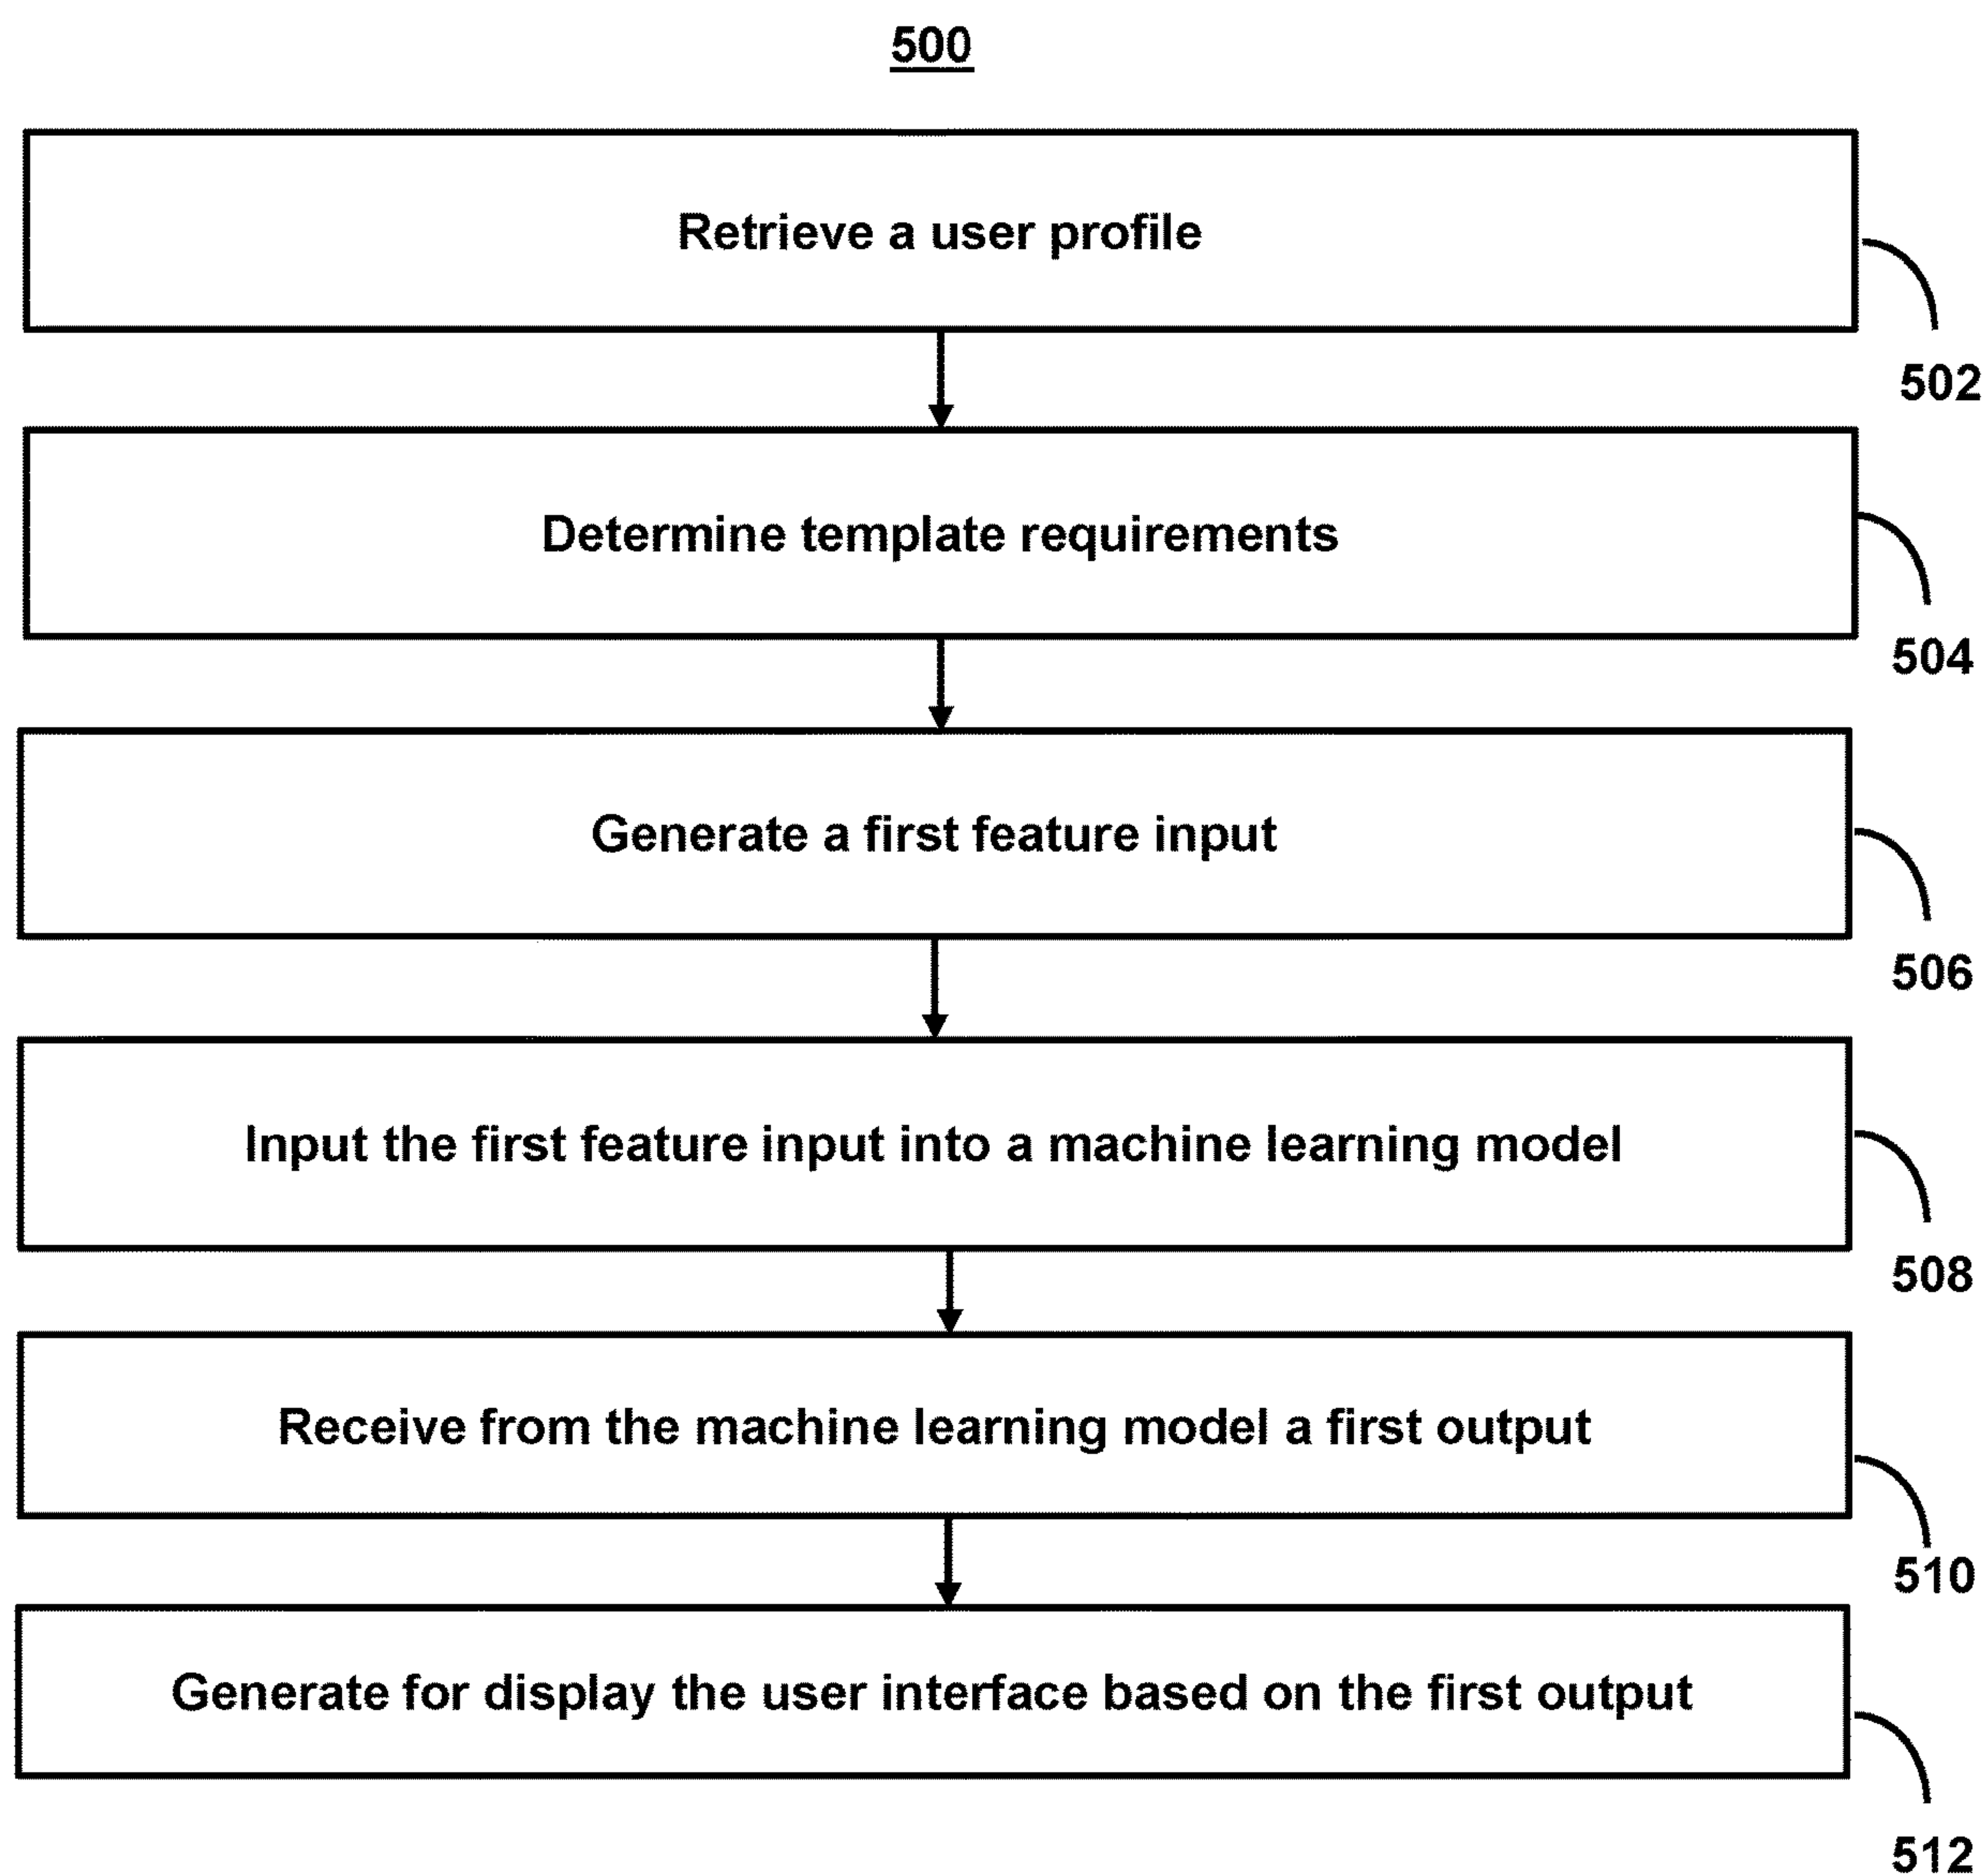 500
Retrieve a user profile
502
Determine template requirements
504
Generate a first feature input
506
Input the first feature input into a machine learning model
508
Receive from the machine learning model a first output
510
Generate for display the user interface based on the first output
512